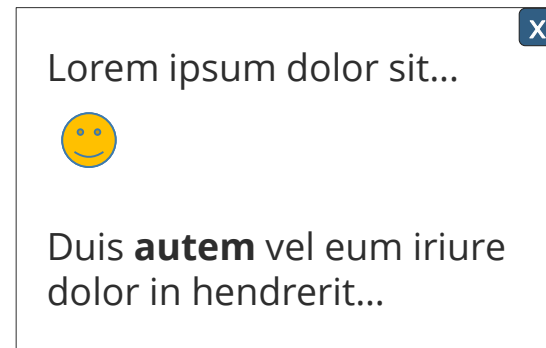 x
Lorem ipsum dolor sit...
Duis autem vel eum iriure
dolor in hendrerit...